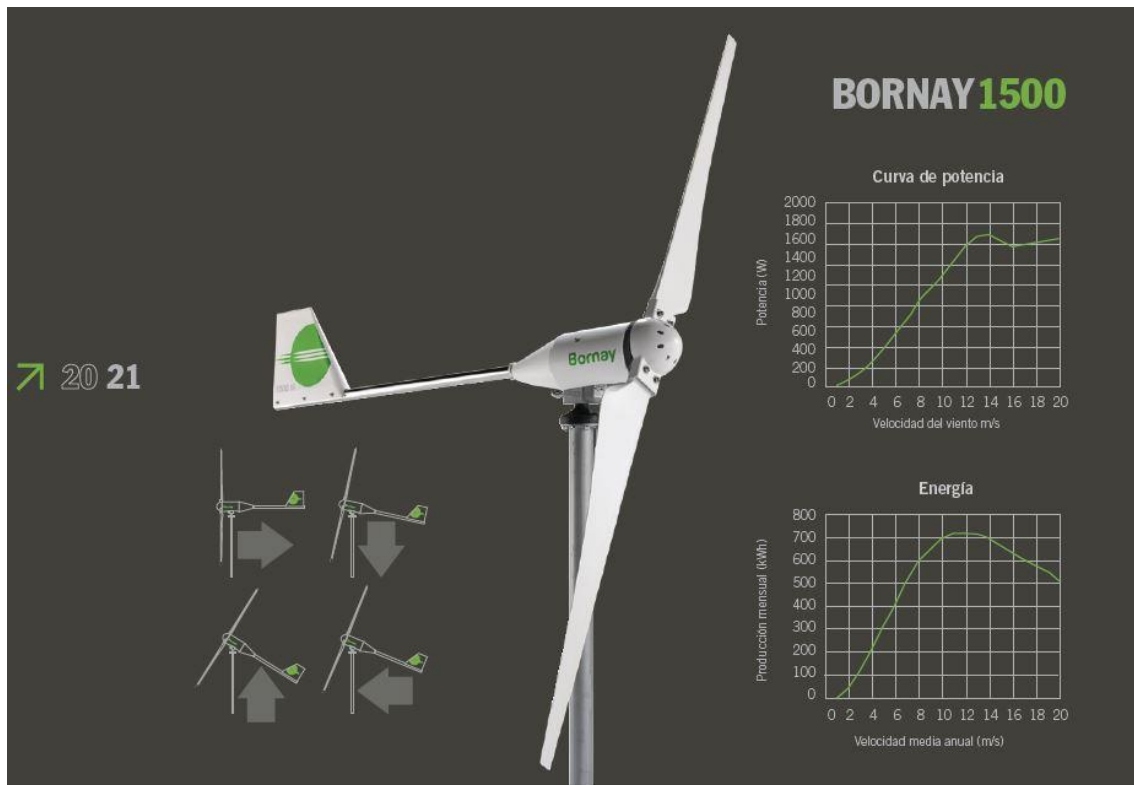 BORNAY 1500
Curva de potencia
Potencia (W)
2000
1800
1600
1400
1200
1000
800
600
400
200
0
0 2 4 6 8 10 12 14 16 18 20
Velocidad del viento m/s
20 21
Bornay
Energía
Producción mensual (kWh)
800
700
600
500
400
300
200
100
0
0 2 4 6 8 10 12 14 16 18 20
Velocidad media anual (m/s)